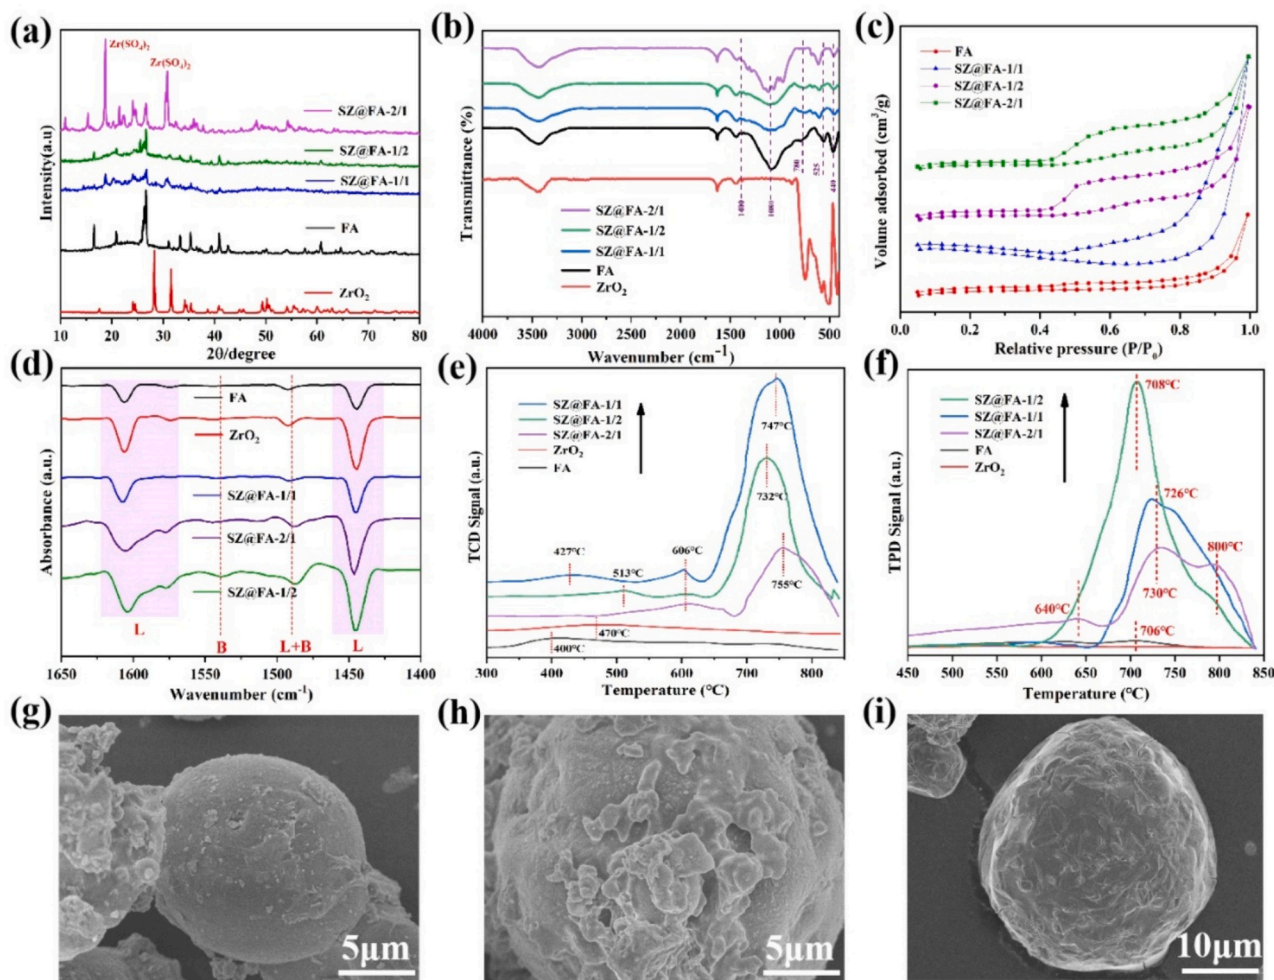 (a)
Zr(SO4)2
Zr(SO4)2
SZ@FA-2/1
SZ@FA-1/2
SZ@FA-1/1
FA
ZrO2
Intensity(a.u)
10 20 30 40 50 60 70 80
2θ/degree
(b)
Transmittance (%)
1400
1081
780
525
449
SZ@FA-2/1
SZ@FA-1/2
SZ@FA-1/1
FA
ZrO2
4000 3500 3000 2500 2000 1500 1000 500
Wavenumber (cm-1)
(c)
FA
SZ@FA-1/1
SZ@FA-1/2
SZ@FA-2/1
Volume adsorbed (cm3/g)
0.0 0.2 0.4 0.6 0.8 1.0
Relative pressure (P/P0)
(d)
FA
ZrO2
SZ@FA-1/1
SZ@FA-2/1
SZ@FA-1/2
L B L+B L
Absorbance (a.u.)
1650 1600 1550 1500 1450 1400
Wavenumber (cm-1)
(e)
SZ@FA-1/1
SZ@FA-1/2
SZ@FA-2/1
ZrO2
FA
747℃
732℃
755℃
427℃
513℃
606℃
470℃
400℃
TCD Signal (a.u.)
300 400 500 600 700 800
Temperature (℃)
(f)
SZ@FA-1/2
SZ@FA-1/1
SZ@FA-2/1
FA
ZrO2
708℃
726℃
800℃
640℃
730℃
706℃
TPD Signal (a.u.)
450 500 550 600 650 700 750 800 850
Temperature (℃)
(g)
5μm
(h)
5μm
(i)
10μm